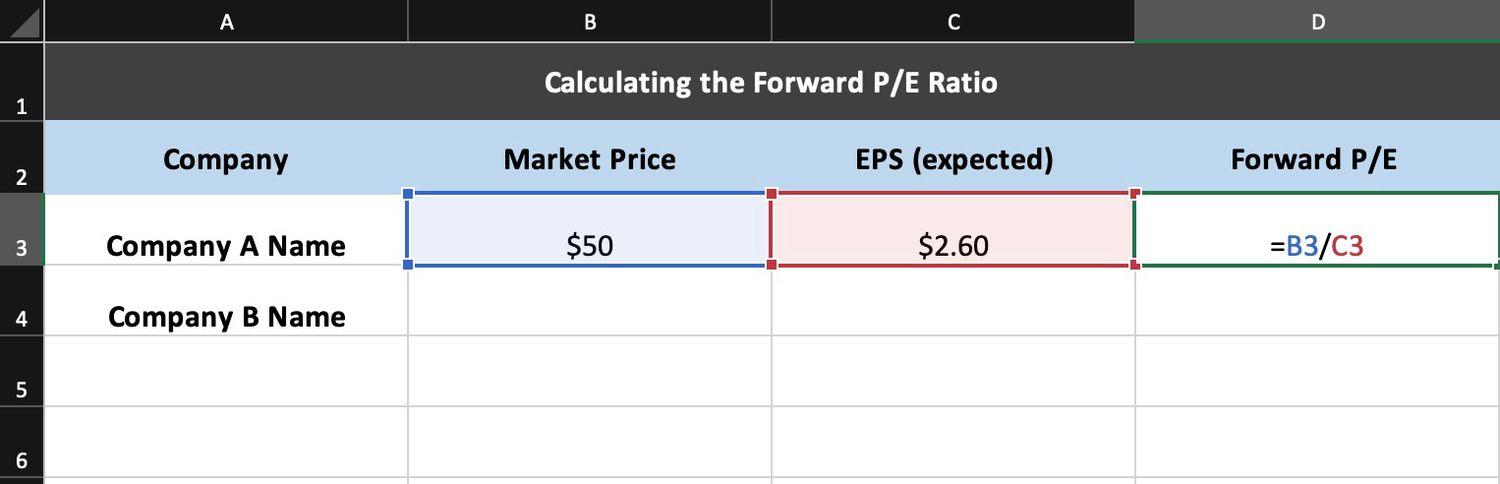 A B C D
1 Calculating the Forward P/E Ratio
2 Company Market Price EPS (expected) Forward P/E
3 Company A Name $50 $2.60 =B3/C3
4 Company B Name
5
6